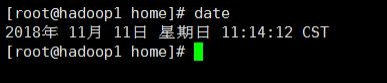 [root@hadoop1 home]# date
2018年 11月 11日 星期日 11:14:12 CST
[root@hadoop1 home]#